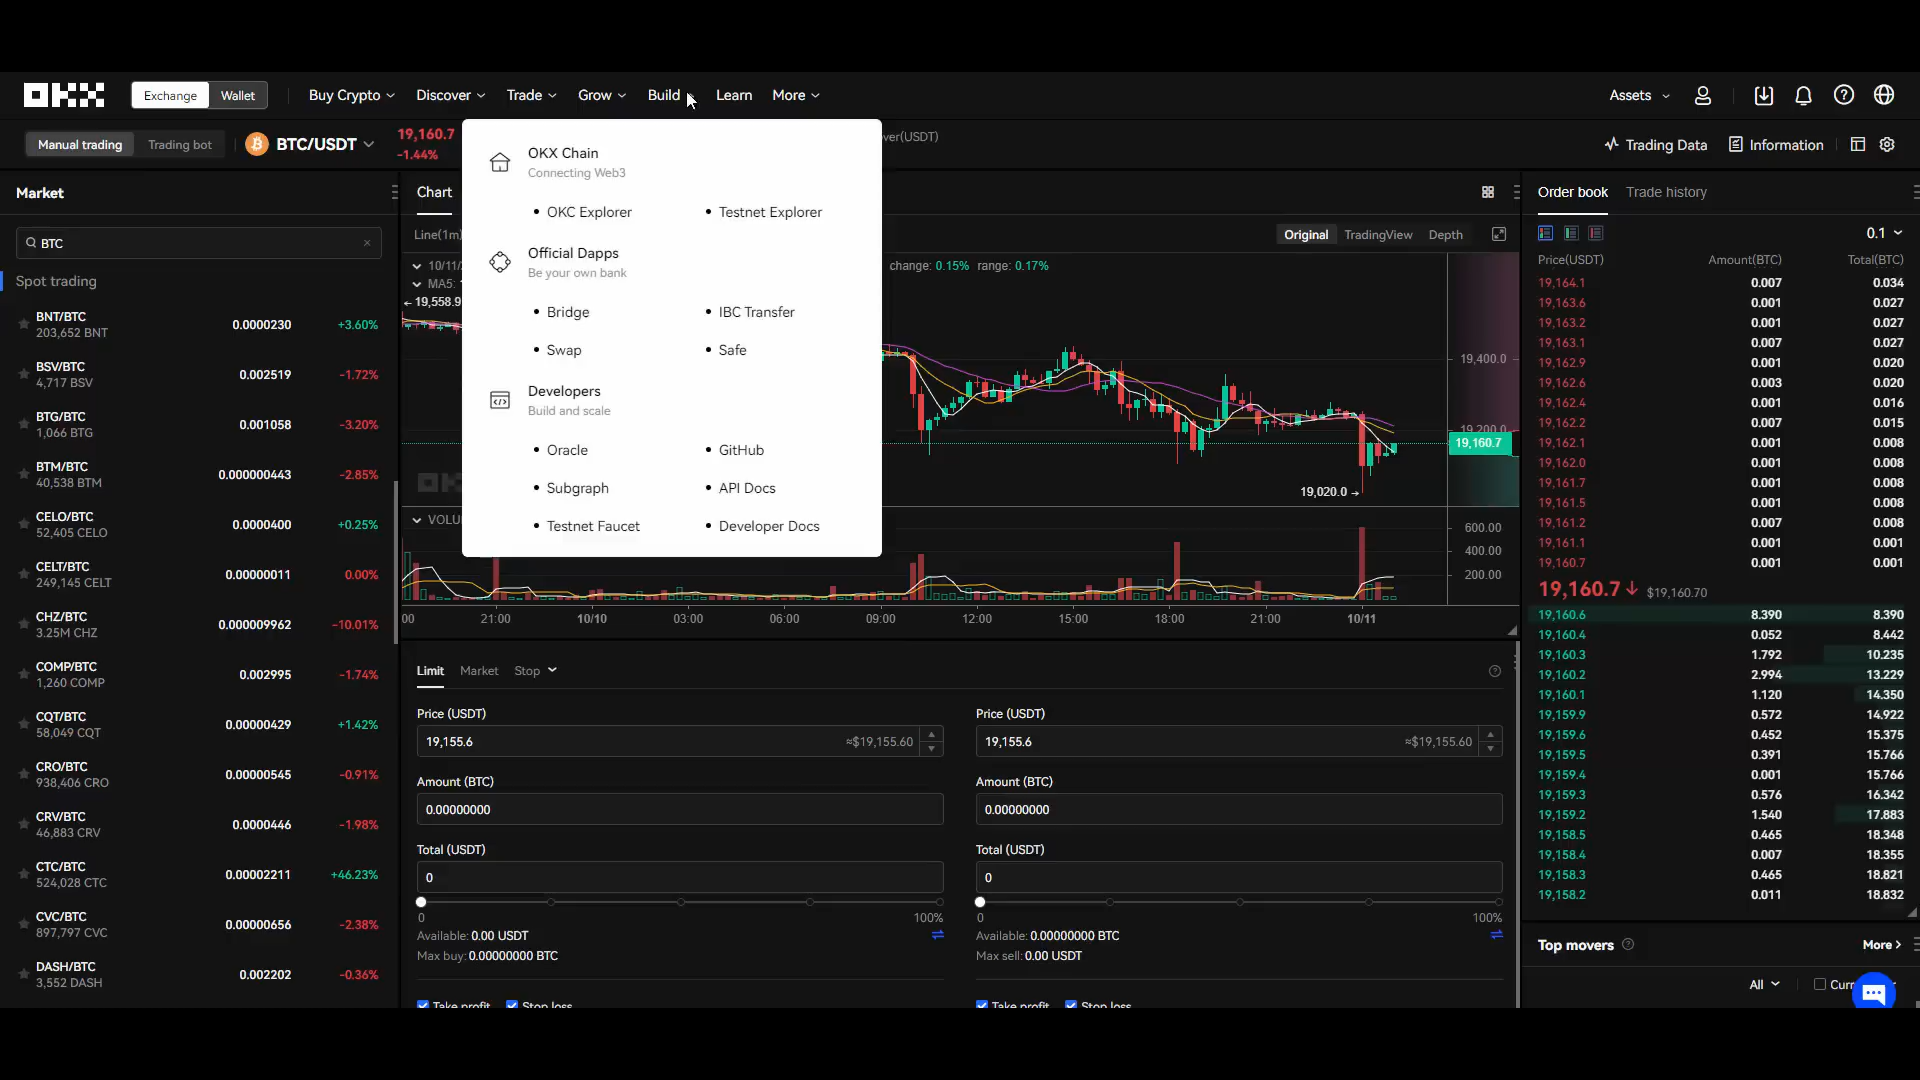 OKX
Exchange Wallet Buy Crypto Discover Trade Grow Build Learn More Assets
Manual trading Trading bot BTC/USDT 19,160.7 -1.44% ver(USDT) Trading Data Information
OKX Chain
Connecting Web3
OKC Explorer Testnet Explorer
Official Dapps
Be your own bank
Bridge IBC Transfer
Swap Safe
Developers
Build and scale
Oracle GitHub
Subgraph API Docs
Testnet Faucet Developer Docs
Market
BTC
Spot trading
BNT/BTC 0.0000230 +3.60%
203,652 BNT
BSV/BTC 0.002519 -1.72%
4,717 BSV
BTG/BTC 0.001058 -3.20%
1,066 BTG
BTM/BTC 0.000000443 -2.85%
40,538 BTM
CELO/BTC 0.0000400 +0.25%
52,405 CELO
CELT/BTC 0.00000011 0.00%
249,145 CELT
CHZ/BTC 0.000009962 -10.01%
3.25M CHZ
COMP/BTC 0.002995 -1.74%
1,260 COMP
CQT/BTC 0.00000429 +1.42%
58,049 CQT
CRO/BTC 0.00000545 -0.91%
938,406 CRO
CRV/BTC 0.0000446 -1.98%
46,883 CRV
CTC/BTC 0.00002211 +46.23%
524,028 CTC
CVC/BTC 0.00000656 -2.38%
897,797 CVC
DASH/BTC 0.002202 -0.36%
3,552 DASH
Chart
Line(1m) Original TradingView Depth
10/11/ change: 0.15% range: 0.17%
MA5:
← 19,558.9
19,400.0
19,200.0
19,160.7
19,020.0 →
VOLU
600.00
400.00
200.00
00 21:00 10/10 03:00 06:00 09:00 12:00 15:00 18:00 21:00 10/11
Limit Market Stop
Price (USDT) Price (USDT)
19,155.6 ≈$19,155.60 19,155.6 ≈$19,155.60
Amount (BTC) Amount (BTC)
0.00000000 0.00000000
Total (USDT) Total (USDT)
0 0
0 100% 0 100%
Available: 0.00 USDT Available: 0.00000000 BTC
Max buy: 0.00000000 BTC Max sell: 0.00 USDT
Take profit Stop loss Take profit Stop loss
Order book Trade history
0.1
Price(USDT) Amount(BTC) Total(BTC)
19,164.1 0.007 0.034
19,163.6 0.001 0.027
19,163.2 0.001 0.027
19,163.1 0.007 0.027
19,162.9 0.001 0.020
19,162.6 0.003 0.020
19,162.4 0.001 0.016
19,162.2 0.007 0.015
19,162.1 0.001 0.008
19,162.0 0.001 0.008
19,161.7 0.001 0.008
19,161.5 0.001 0.008
19,161.2 0.007 0.008
19,161.1 0.001 0.001
19,160.7 0.001 0.001
19,160.7↓ $19,160.70
19,160.6 8.390 8.390
19,160.4 0.052 8.442
19,160.3 1.792 10.235
19,160.2 2.994 13.229
19,160.1 1.120 14.350
19,159.9 0.572 14.922
19,159.6 0.452 15.375
19,159.5 0.391 15.766
19,159.4 0.001 15.766
19,159.3 0.576 16.342
19,159.2 1.540 17.883
19,158.5 0.465 18.348
19,158.4 0.007 18.355
19,158.3 0.465 18.821
19,158.2 0.011 18.832
Top movers More
All Curr